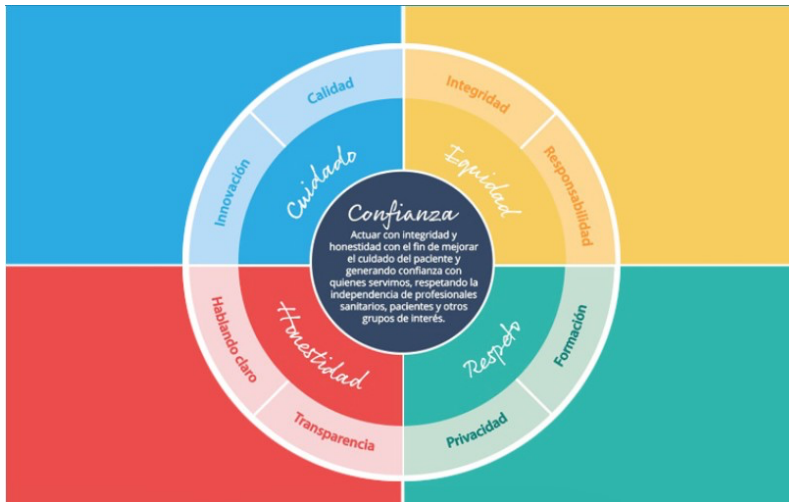 Calidad
Innovación
Cuidado
Integridad
Responsabilidad
Equidad
Confianza
Actuar con integridad y
honestidad con el fin de mejorar
el cuidado del paciente y
generando confianza con
quienes servimos, respetando la
independencia de profesionales
sanitarios, pacientes y otros
grupos de interés.
Hablando claro
Honestidad
Transparencia
Respeto
Formación
Privacidad